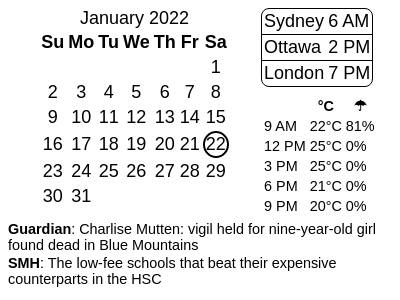 January 2022
Su Mo Tu We Th Fr Sa
1
2 3 4 5 6 7 8
9 10 11 12 13 14 15
16 17 18 19 20 21 22
23 24 25 26 27 28 29
30 31
Sydney 6 AM
Ottawa 2 PM
London 7 PM
°C ☂
9 AM 22°C 81%
12 PM 25°C 0%
3 PM 25°C 0%
6 PM 21°C 0%
9 PM 20°C 0%
Guardian: Charlise Mutten: vigil held for nine-year-old girl
found dead in Blue Mountains
SMH: The low-fee schools that beat their expensive
counterparts in the HSC